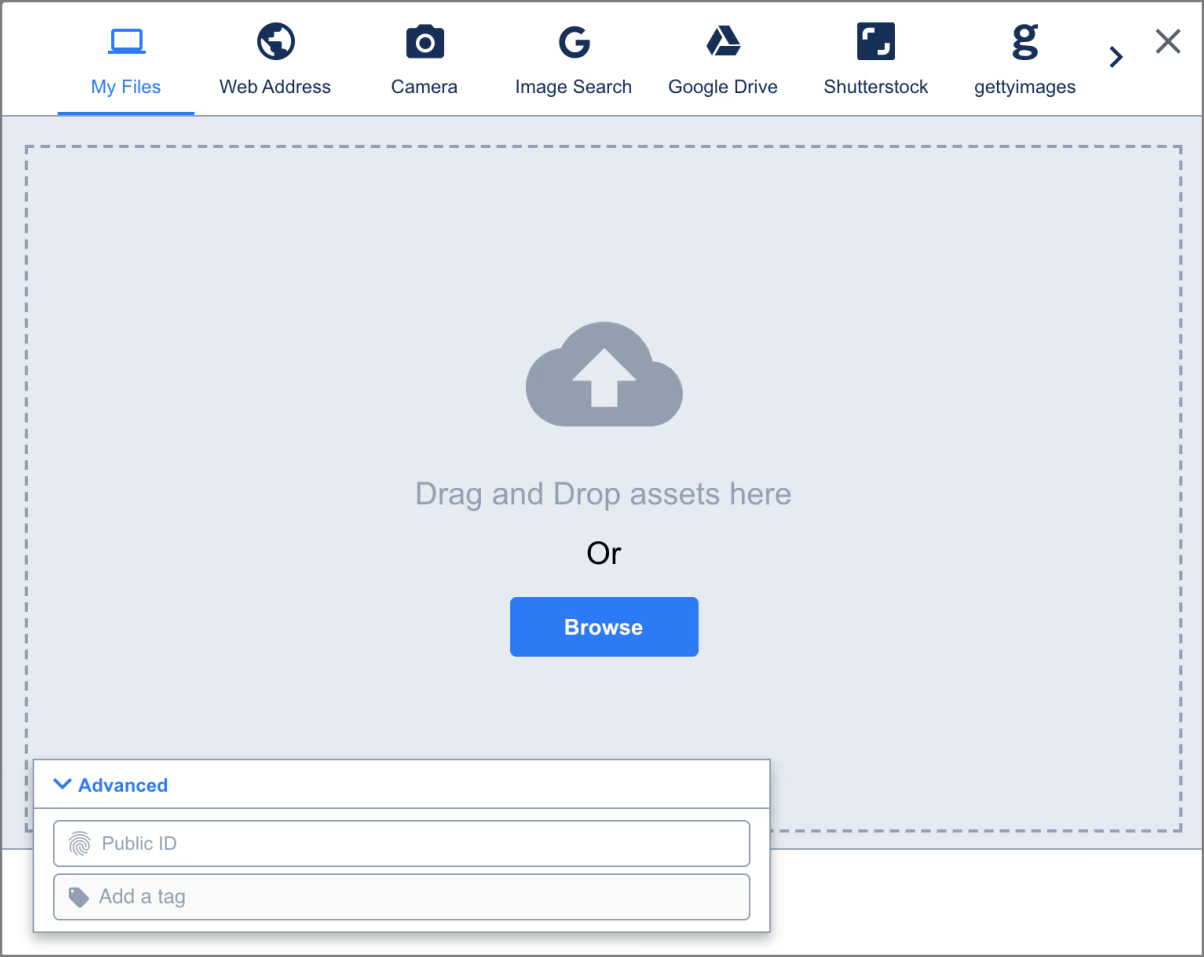 My Files
Web Address
Camera
Image Search
Google Drive
Shutterstock
gettyimages
Drag and Drop assets here
Or
Browse
Advanced
Public ID
Add a tag